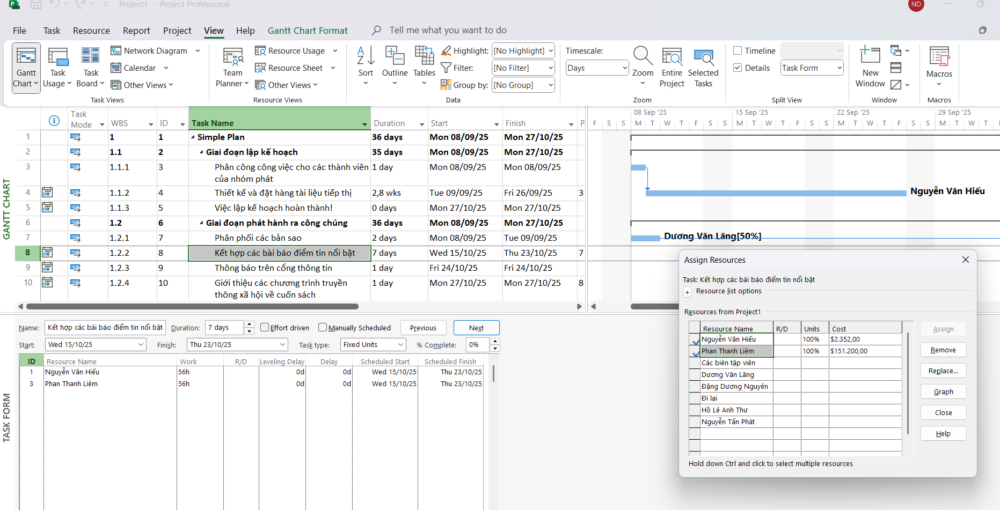 Project1 - Project Professional
ND
File Task Resource Report Project View Help Gantt Chart Format Tell me what you want to do
Gantt Chart
Task Usage
Task Board
Network Diagram
Calendar
Other Views
Task Views
Team Planner
Resource Usage
Resource Sheet
Other Views
Resource Views
Sort
Outline
Tables
Highlight: [No Highlight]
Filter: [No Filter]
Group by: [No Group]
Data
Timescale:
Days
Zoom
Entire Project
Selected Tasks
Zoom
Timeline
Details Task Form
Split View
New Window
Window
Macros
Macros
GANTT CHART
Task Mode WBS ID Task Name Duration Start Finish P
08 Sep '25 15 Sep '25 22 Sep '25 29 Sep '25
F S S M T W T F S S M T W T F S S M T W T F S S M T W T
1 1 1 Simple Plan 36 days Mon 08/09/25 Mon 27/10/25
2 1.1 2 Giai đoạn lập kế hoạch 35 days Mon 08/09/25 Mon 27/10/25
3 1.1.1 3 Phân công công việc cho các thành viên 1 day Mon 08/09/25 Mon 08/09/25
của nhóm phát
4 1.1.2 4 Thiết kế và đặt hàng tài liệu tiếp thị 2,8 wks Tue 09/09/25 Fri 26/09/25 3
Nguyễn Văn Hiếu
5 1.1.3 5 Việc lập kế hoạch hoàn thành! 0 days Mon 27/10/25 Mon 27/10/25
6 1.2 6 Giai đoạn phát hành ra công chúng 36 days Mon 08/09/25 Mon 27/10/25
7 1.2.1 7 Phân phối các bản sao 2 days Mon 08/09/25 Tue 09/09/25
Dương Văn Lăng[50%]
8 1.2.2 8 Kết hợp các bài báo điểm tin nổi bật 7 days Wed 15/10/25 Thu 23/10/25 7
9 1.2.3 9 Thông báo trên cổng thông tin 1 day Fri 24/10/25 Fri 24/10/25
10 1.2.4 10 Giới thiệu các chương trình truyền 1 day Mon 27/10/25 Mon 27/10/25 8
thông xã hội về cuốn sách
TASK FORM
Name: Kết hợp các bài báo điểm tin nổi bật Duration: 7 days Effort driven Manually Scheduled Previous Next
Start: Wed 15/10/25 Finish: Thu 23/10/25 Task type: Fixed Units % Complete: 0%
ID Resource Name Work R/D Leveling Delay Delay Scheduled Start Scheduled Finish
1 Nguyễn Văn Hiếu 56h 0d 0d Wed 15/10/25 Thu 23/10/25
3 Phan Thanh Liêm 56h 0d 0d Wed 15/10/25 Thu 23/10/25
Assign Resources
Task: Kết hợp các bài báo điểm tin nổi bật
+ Resource list options
Resources from Project1
Resource Name R/D Units Cost
Nguyễn Văn Hiếu 100% $2.352,00
Phan Thanh Liêm 100% $151.200,00
Các biên tập viên
Dương Văn Lăng
Đặng Dương Nguyên
Đi lại
Hồ Lê Anh Thư
Nguyễn Tấn Phát
Assign
Remove
Replace...
Graph
Close
Help
Hold down Ctrl and click to select multiple resources